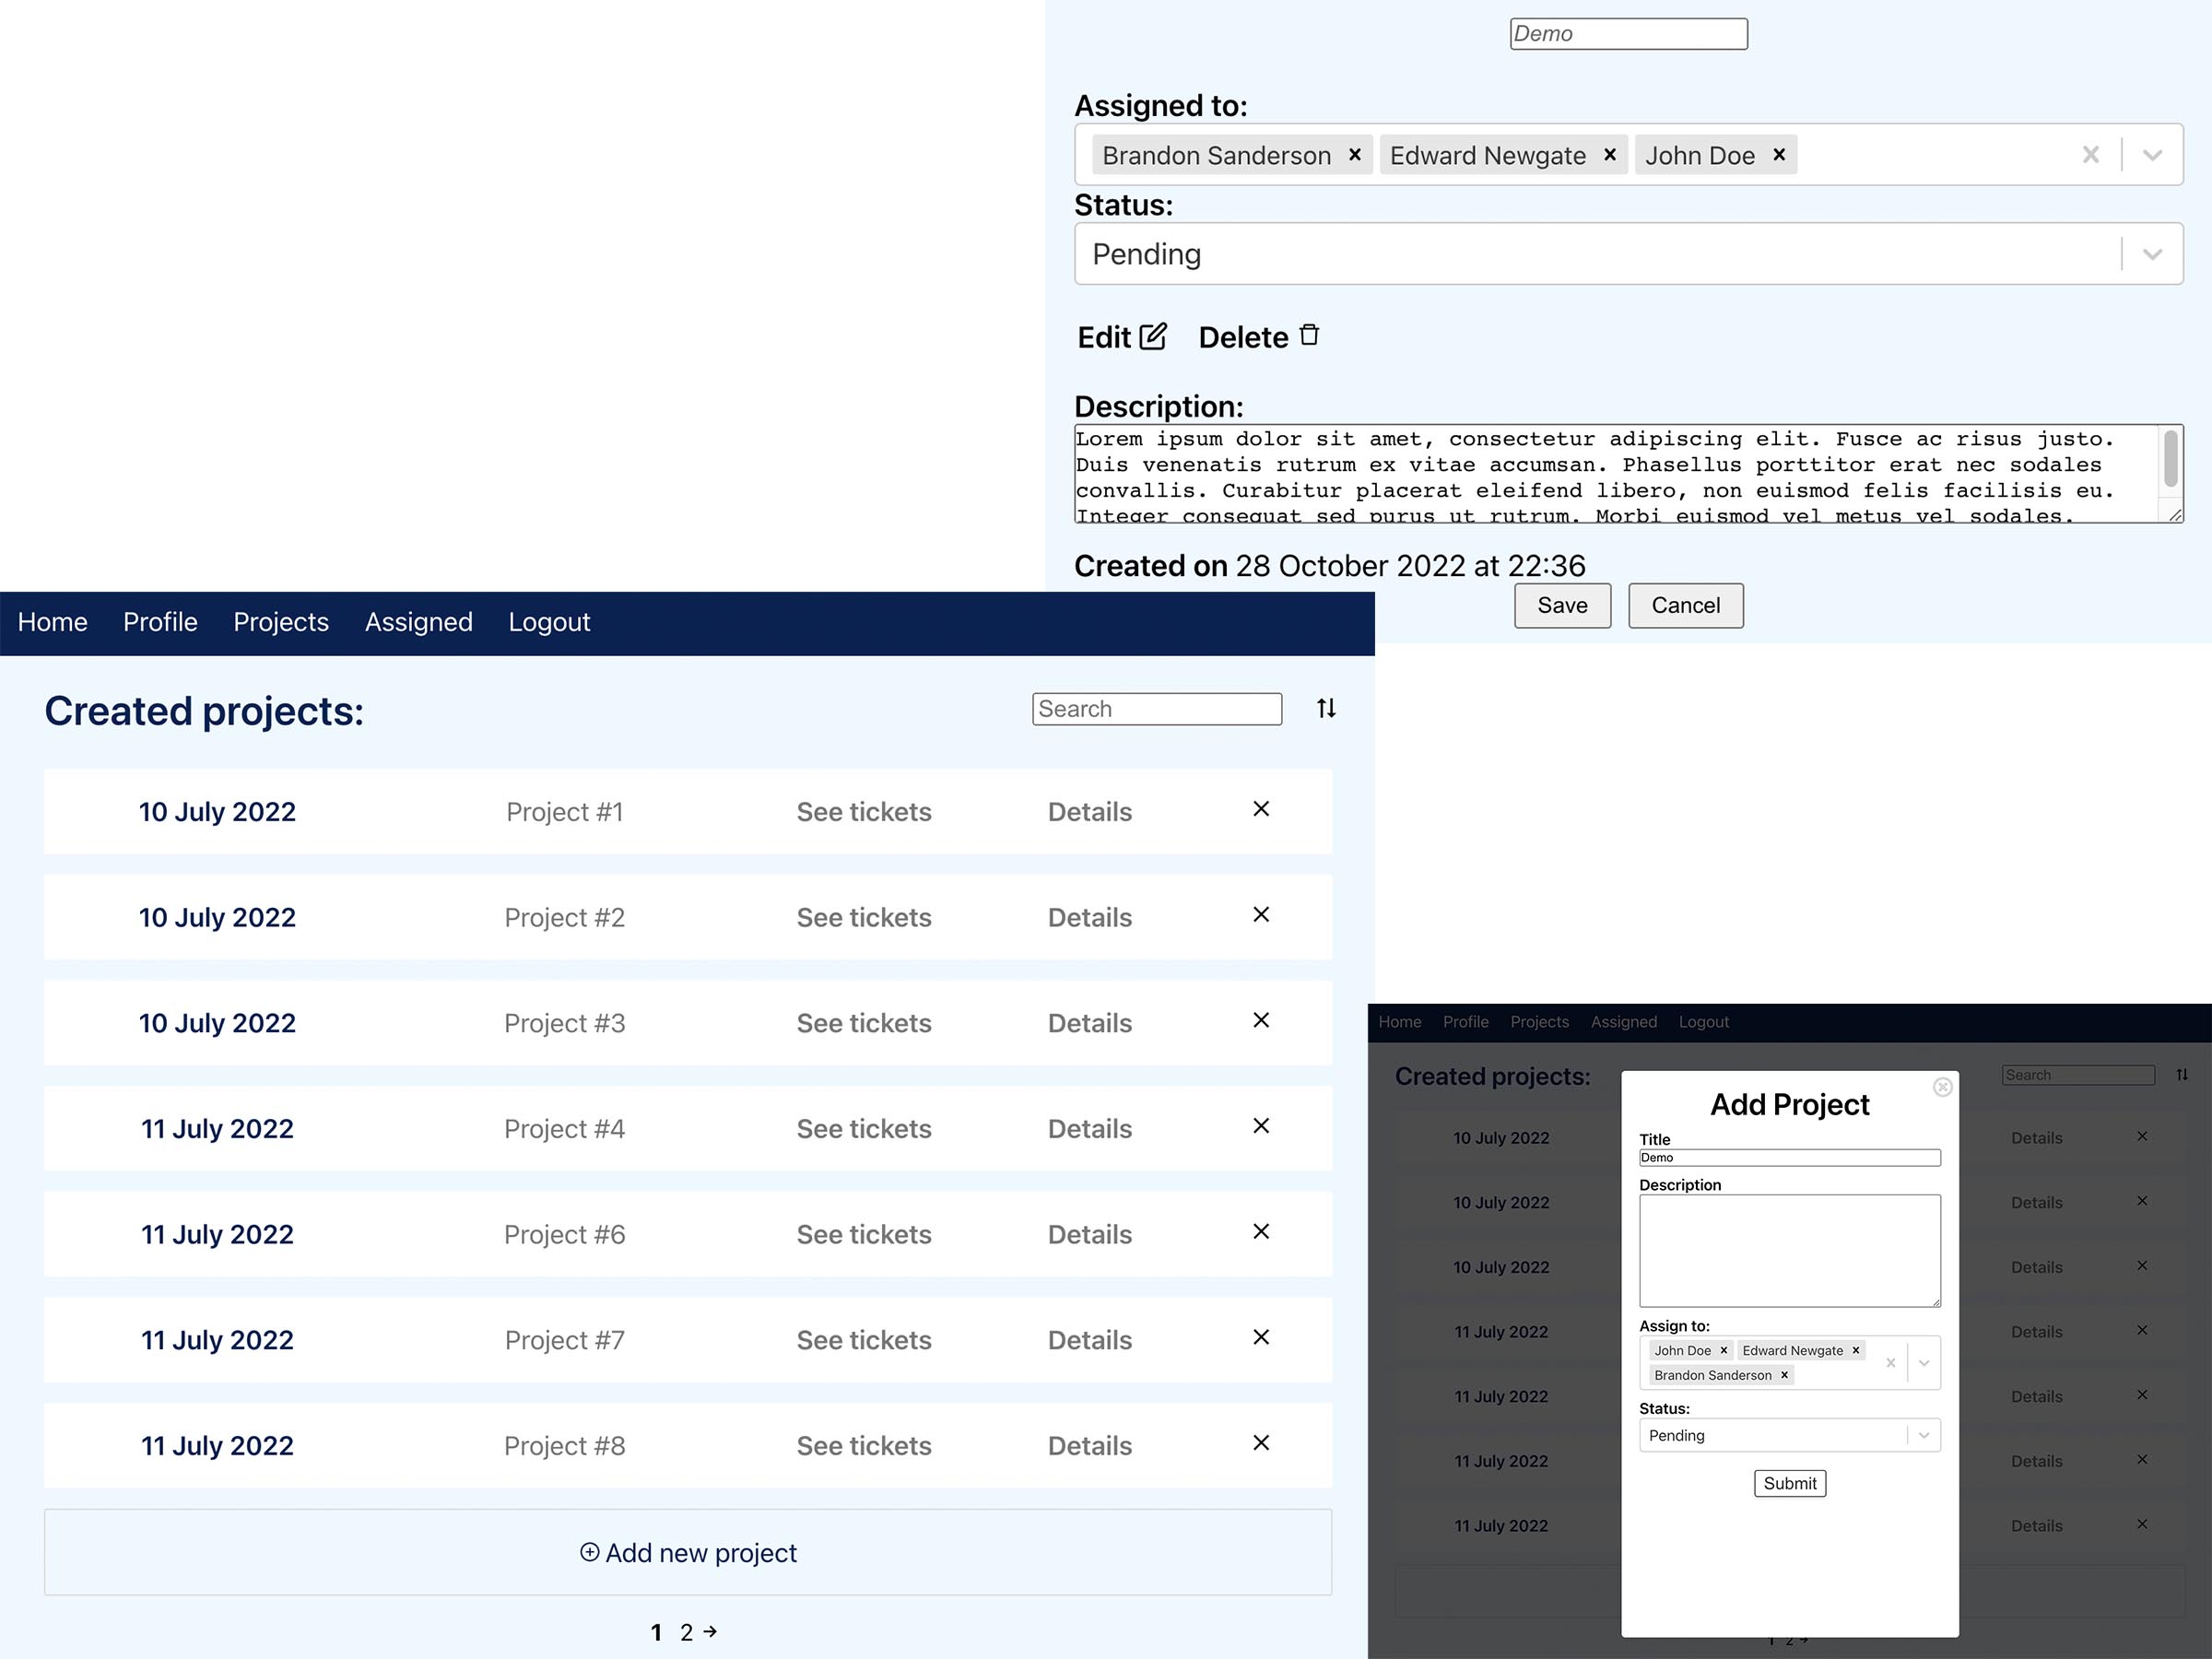 Demo
Assigned to:
Brandon Sanderson
Edward Newgate
John Doe
Status:
Pending
Edit
Delete
Description:
Lorem ipsum dolor sit amet, consectetur adipiscing elit. Fusce ac risus justo.
Duis venenatis rutrum ex vitae accumsan. Phasellus porttitor erat nec sodales
convallis. Curabitur placerat eleifend libero, non euismod felis facilisis eu.
Integer consequat sed purus ut rutrum. Morbi euismod vel metus vel sodales.
Created on 28 October 2022 at 22:36
Save
Cancel
Home Profile Projects Assigned Logout
Created projects:
Search
10 July 2022 Project #1 See tickets Details
10 July 2022 Project #2 See tickets Details
10 July 2022 Project #3 See tickets Details
11 July 2022 Project #4 See tickets Details
11 July 2022 Project #6 See tickets Details
11 July 2022 Project #7 See tickets Details
11 July 2022 Project #8 See tickets Details
Add new project
1 2 →
Home Profile Projects Assigned Logout
Created projects:
Search
10 July 2022 Details
10 July 2022 Details
10 July 2022 Details
11 July 2022 Details
11 July 2022 Details
11 July 2022 Details
11 July 2022 Details
1 2 →
Add Project
Title
Demo
Description
Assign to:
John Doe
Edward Newgate
Brandon Sanderson
Status:
Pending
Submit